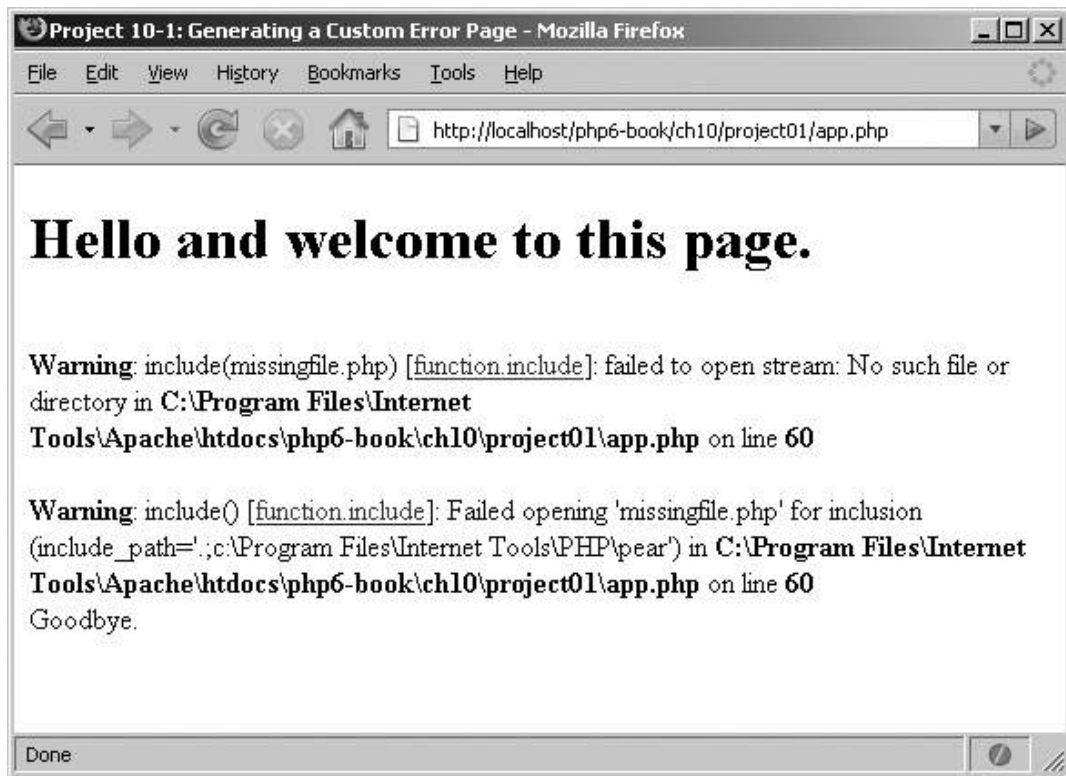 Project 10-1: Generating a Custom Error Page - Mozilla Firefox
File Edit View History Bookmarks Tools Help
http://localhost/php6-book/ch10/project01/app.php
Hello and welcome to this page.
Warning: include(missingfile.php) [function.include]: failed to open stream: No such file or
directory in C:\Program Files\Internet
Tools\Apache\htdocs\php6-book\ch10\project01\app.php on line 60
Warning: include() [function.include]: Failed opening 'missingfile.php' for inclusion
(include_path='.;c:\Program Files\Internet Tools\PHP\pear') in C:\Program Files\Internet
Tools\Apache\htdocs\php6-book\ch10\project01\app.php on line 60
Goodbye.
Done